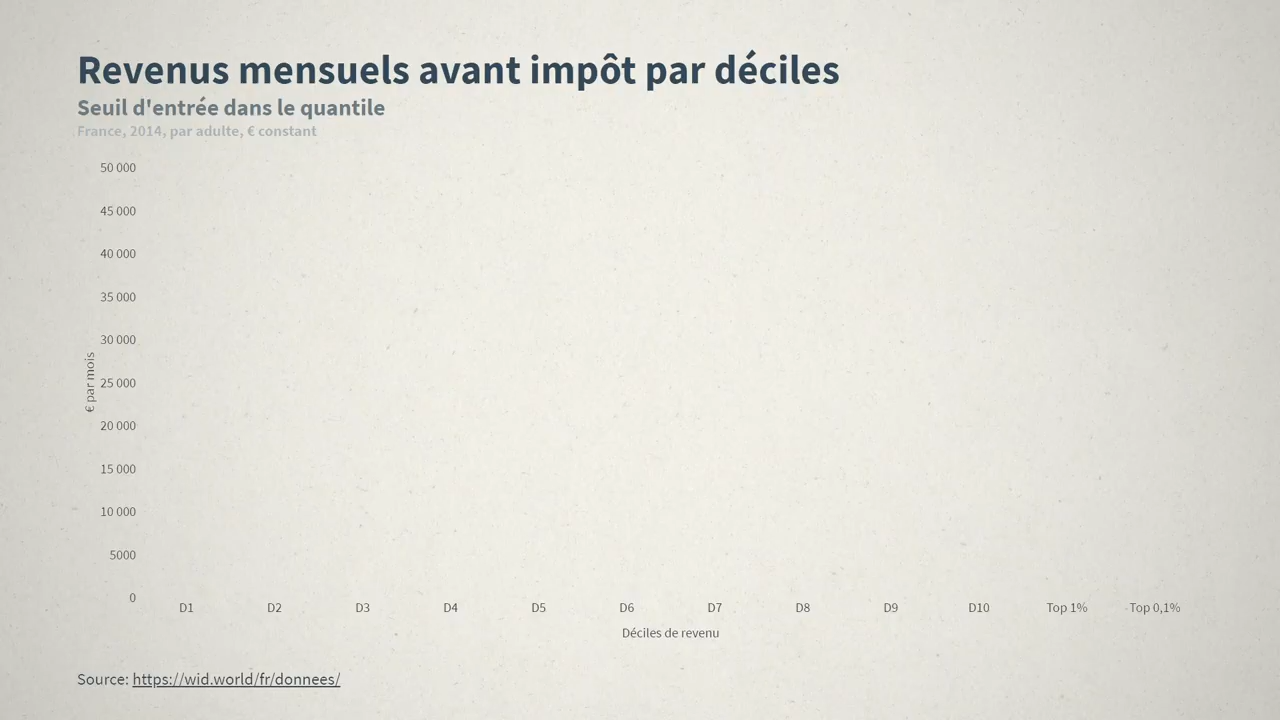 Revenus mensuels avant impôt par déciles
Seuil d'entrée dans le quantile
France, 2014, par adulte, € constant
50 000
45 000
40 000
35 000
30 000
25 000
20 000
15 000
10 000
5000
0
€ par mois
D1 D2 D3 D4 D5 D6 D7 D8 D9 D10 Top 1% Top 0,1%
Déciles de revenu
Source: https://wid.world/fr/donnees/